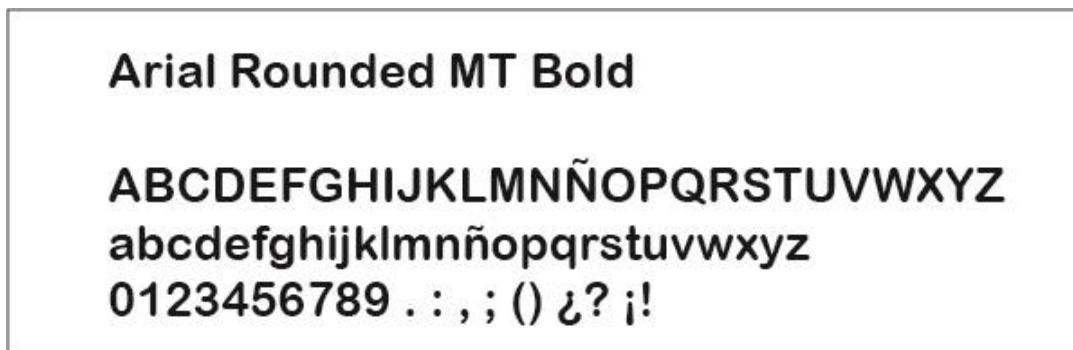 Arial Rounded MT Bold
ABCDEFGHIJKLMNÑOPQRSTUVWXYZ
abcdefghijklmnñopqrstuvwxyz
0123456789 . : , ; () ¿? ¡!